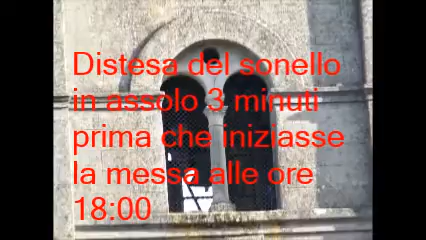 Distesa del sonello
in assolo 3 minuti
prima che iniziasse
la messa alle ore
18:00